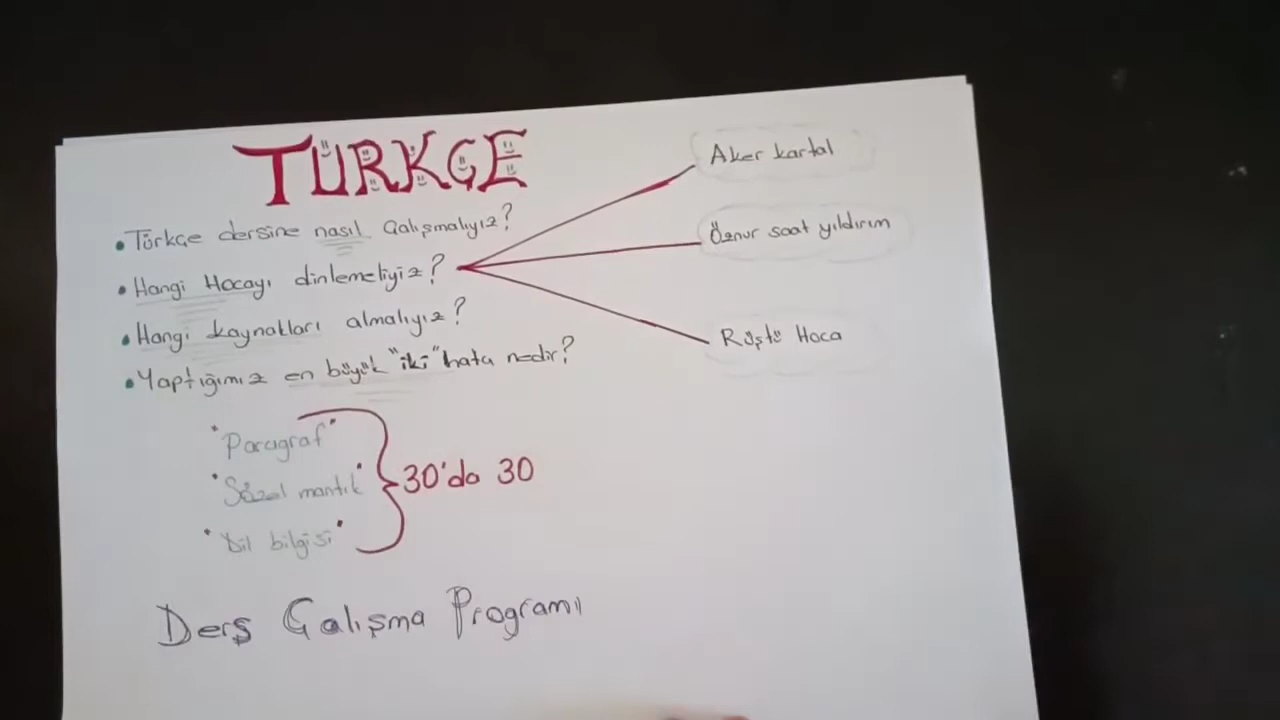 TÜRKÇE
• Türkçe dersine nasıl Çalışmalıyız?
• Hangi Hocayı dinlemeliyiz?
Aker kartal
Öznur saat yıldırım
Rüştü Hoca
• Hangi kaynakları almalıyız?
• Yaptığımız en büyük "iki" hata nedir?
"Paragraf"
"Sözel mantık"
"Dil bilgisi"
30'da 30
Ders Çalışma Programı